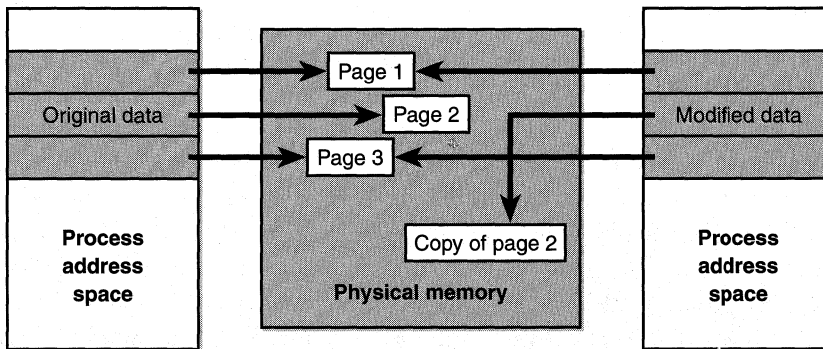 Page 1
Original data
Page 2
Modified data
Page 3
Copy of page 2
Process
address
space
Physical memory
Process
address
space